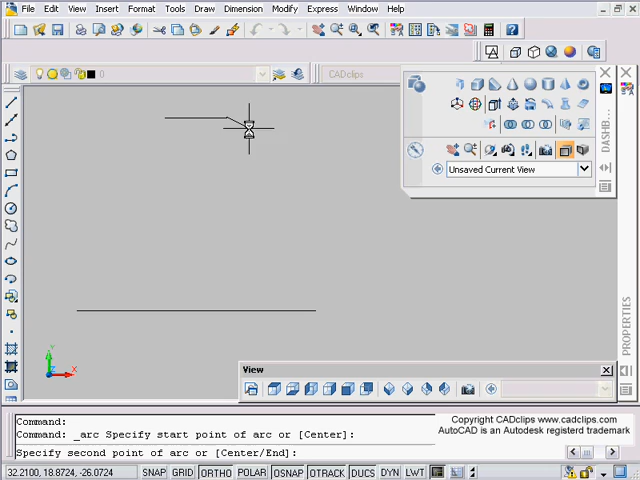 File Edit View Insert Format Tools Draw Dimension Modify Express Window Help
0
CADclips
DASHB...
Unsaved Current View
PROPERTIES
Y
X
View
Command:
Command: _arc Specify start point of arc or [Center]:
Specify second point of arc or [Center/End]:
Copyright CADclips.com
AutoCAD is an Autodesk registerd trademark
32.2100, 18.8724, -26.0724 SNAP GRID ORTHO POLAR OSNAP OTRACK DUCS DYN LWT